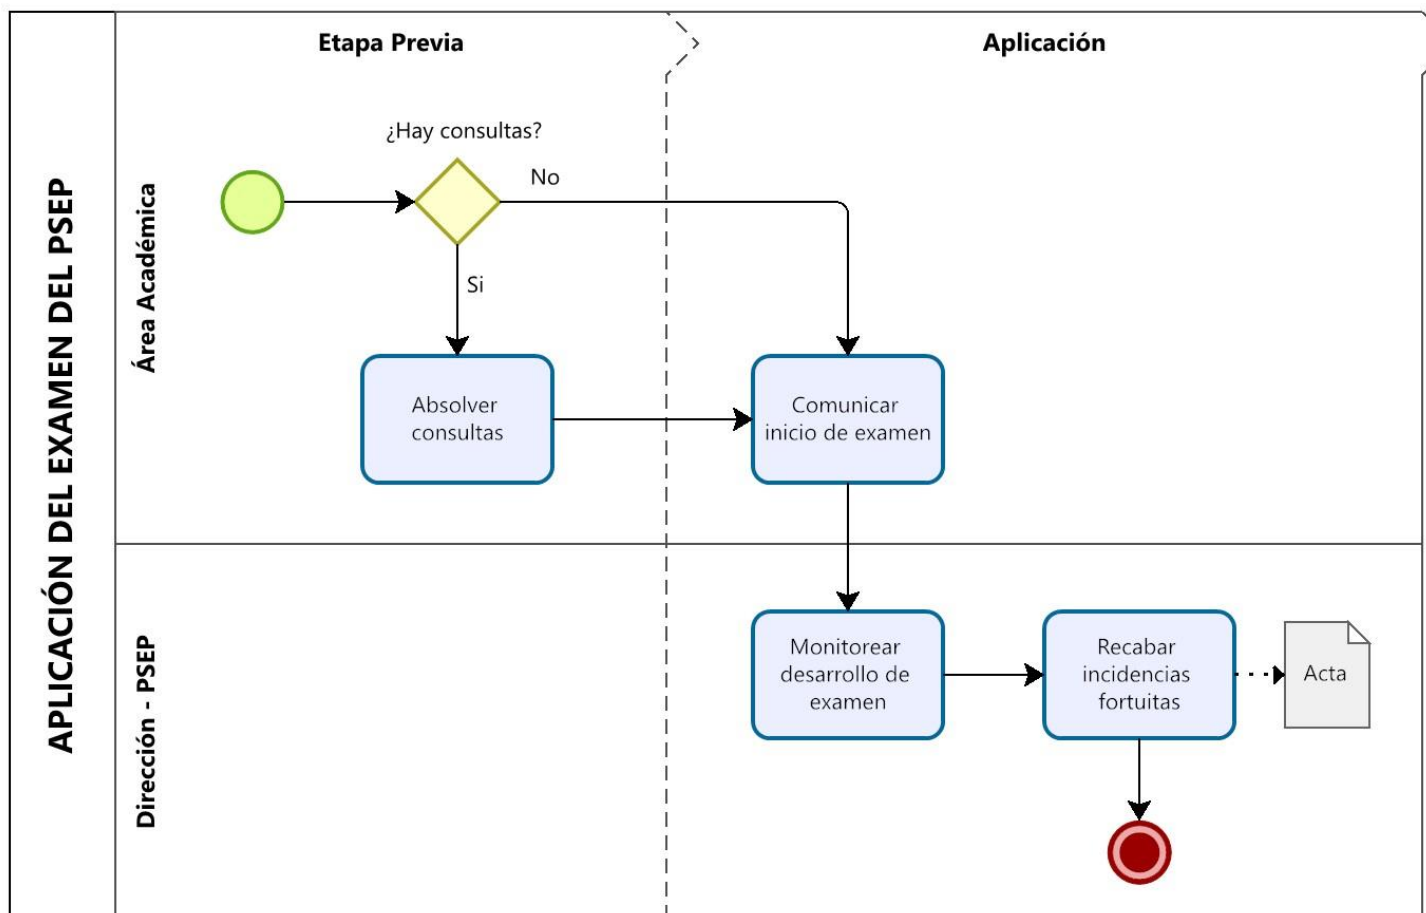 APLICACIÓN DEL EXAMEN DEL PSEP
Etapa Previa
Aplicación
Área Académica
¿Hay consultas?
No
Si
Absolver
consultas
Comunicar
inicio de examen
Dirección - PSEP
Monitorear
desarrollo de
examen
Recabar
incidencias
fortuitas
Acta